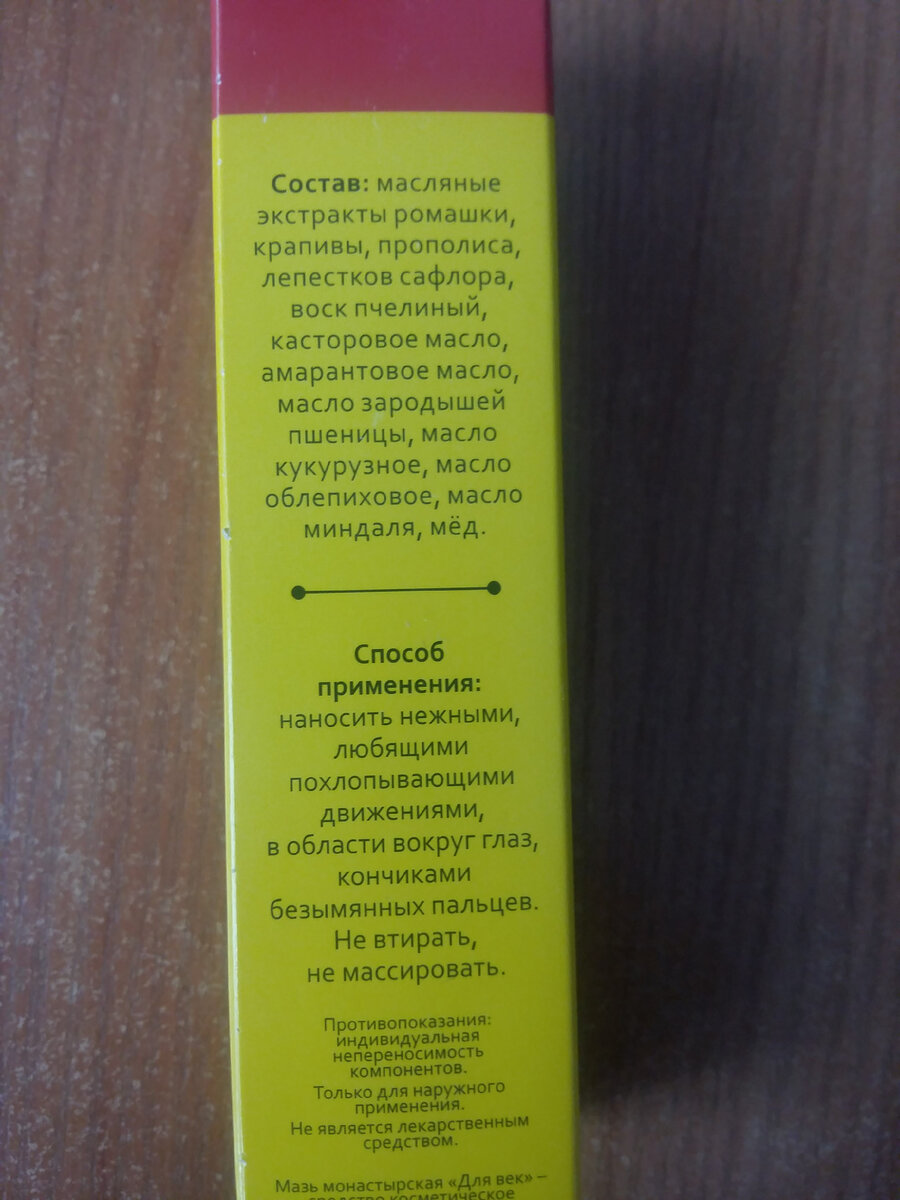 Состав: масляные
экстракты ромашки,
крапивы, прополиса,
лепестков сафлора,
воск пчелиный,
касторовое масло,
амарантовое масло,
масло зародышей
пшеницы, масло
кукурузное, масло
облепиховое, масло
миндаля, мёд.
Способ
применения:
наносить нежными,
любящими
похлопывающими
движениями,
в области вокруг глаз,
кончиками
безымянных пальцев.
Не втирать,
не массировать.
Противопоказания:
индивидуальная
непереносимость
компонентов.
Только для наружного
применения.
Не является лекарственным
средством.
Мазь монастырская «Для век» –
средство косметическое